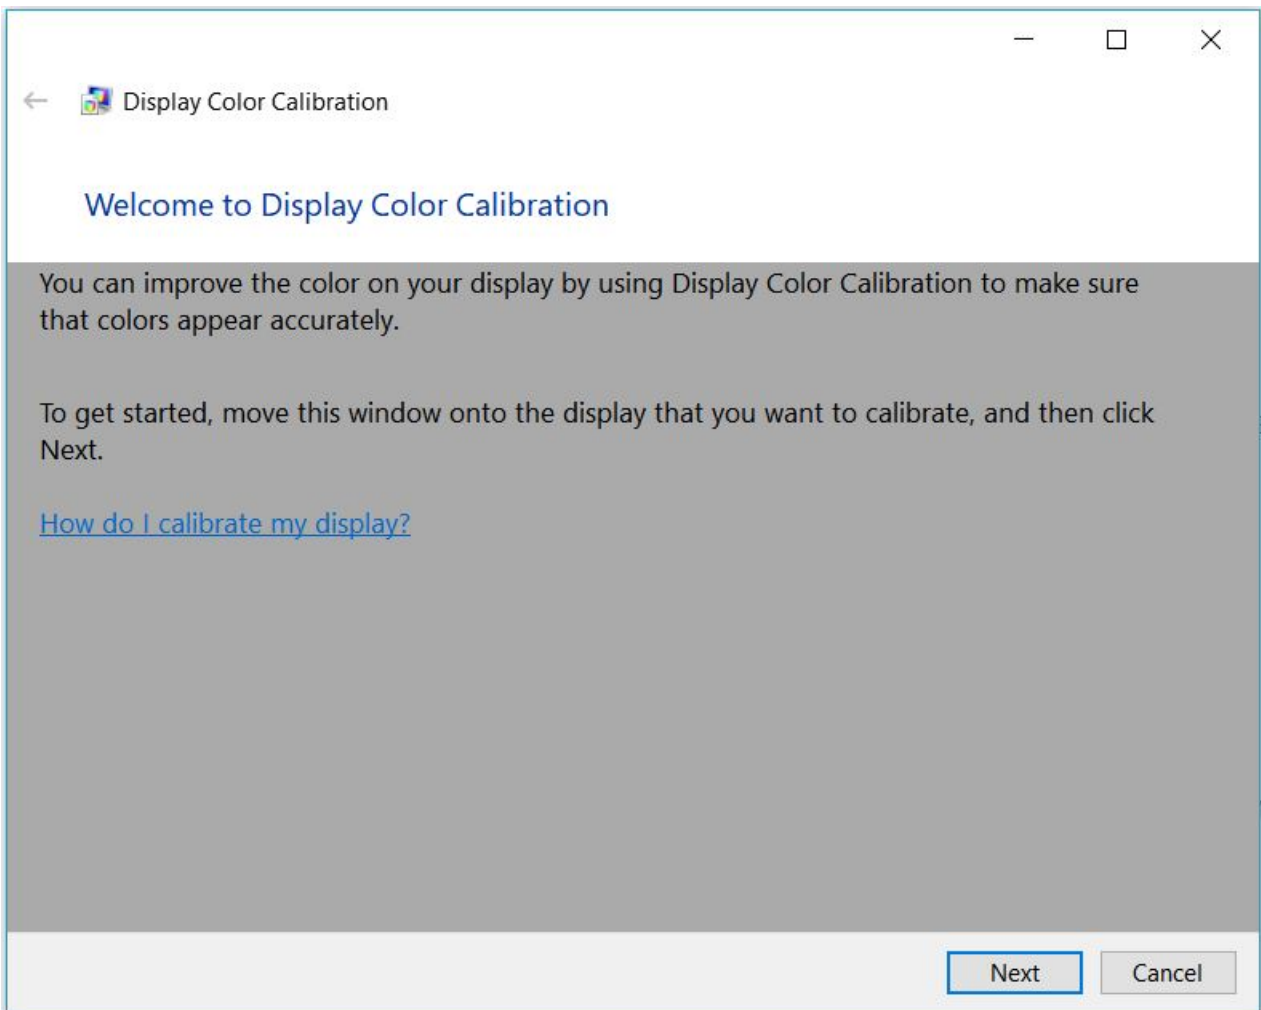 Display Color Calibration
Welcome to Display Color Calibration
You can improve the color on your display by using Display Color Calibration to make sure
that colors appear accurately.
To get started, move this window onto the display that you want to calibrate, and then click
Next.
How do I calibrate my display?
Next
Cancel